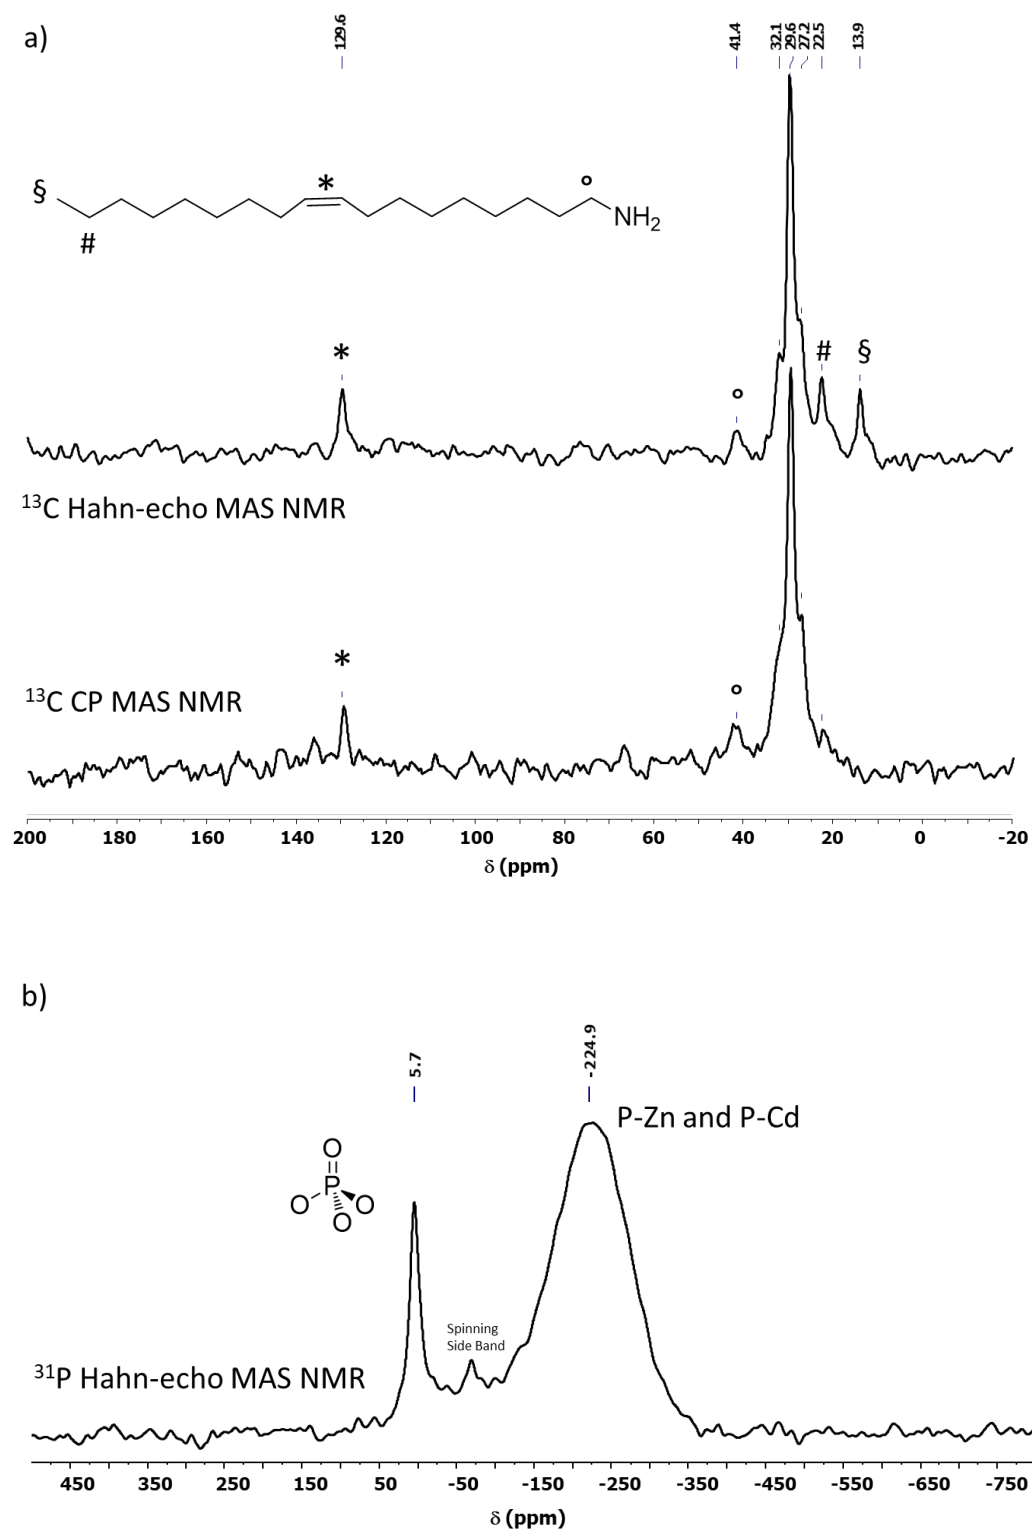 a)
129.6 41.4 32.1 29.6 27.2 22.5 13.9
*
°
§
NH2
#
* ° # §
13C Hahn-echo MAS NMR
* °
13C CP MAS NMR
200 180 160 140 120 100 80 60 40 20 0 -20
δ (ppm)
b)
5.7 -224.9
P-Zn and P-Cd
O
P
O O
O
Spinning
Side Band
31P Hahn-echo MAS NMR
450 350 250 150 50 -50 -150 -250 -350 -450 -550 -650 -750
δ (ppm)